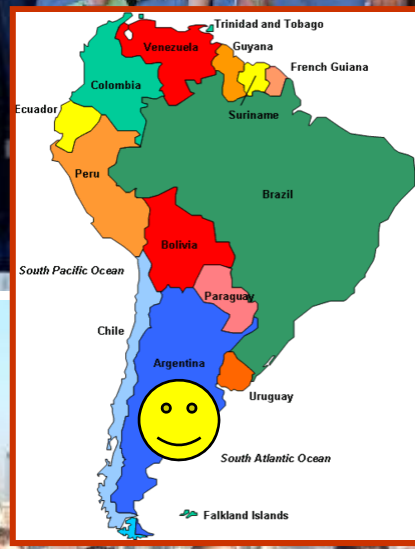 Trinidad and Tobago
Venezuela
Guyana
French Guiana
Colombia
Ecuador
Suriname
Peru
Brazil
Bolivia
South Pacific Ocean
Paraguay
Chile
Argentina
Uruguay
South Atlantic Ocean
Falkland Islands